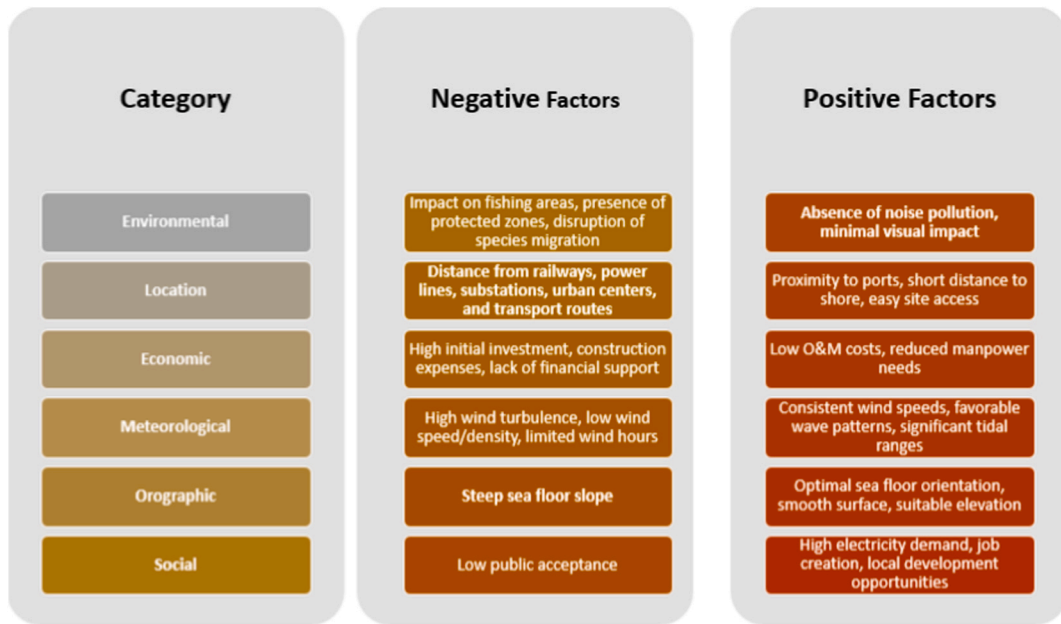 Category
Negative Factors
Positive Factors
Environmental
Impact on fishing areas, presence of
protected zones, disruption of
species migration
Absence of noise pollution,
minimal visual impact
Location
Distance from railways, power
lines, substations, urban centers,
and transport routes
Proximity to ports, short distance to
shore, easy site access
Economic
High initial investment, construction
expenses, lack of financial support
Low O&M costs, reduced manpower
needs
Meteorological
High wind turbulence, low wind
speed/density, limited wind hours
Consistent wind speeds, favorable
wave patterns, significant tidal
ranges
Orographic
Steep sea floor slope
Optimal sea floor orientation,
smooth surface, suitable elevation
Social
Low public acceptance
High electricity demand, job
creation, local development
opportunities